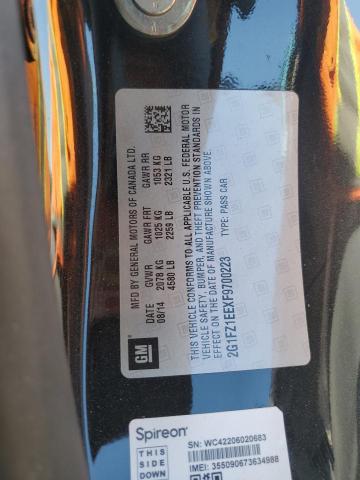 MFD BY GENERAL MOTORS OF CANADA LTD.
08/14 GVWR GAWR FRT GAWR RR
2078 KG 1025 KG 1053 KG
4580 LB 2259 LB 2321 LB
GM
THIS VEHICLE CONFORMS TO ALL APPLICABLE U.S. FEDERAL MOTOR
VEHICLE SAFETY, BUMPER, AND THEFT PREVENTION STANDARDS IN
EFFECT ON THE DATE OF MANUFACTURE SHOWN ABOVE.
2G1FZ1EEXF9700223 TYPE: PASS CAR
Spireon
THIS
SIDE
DOWN
SN: WC42206020683
IMEI: 355090673634988